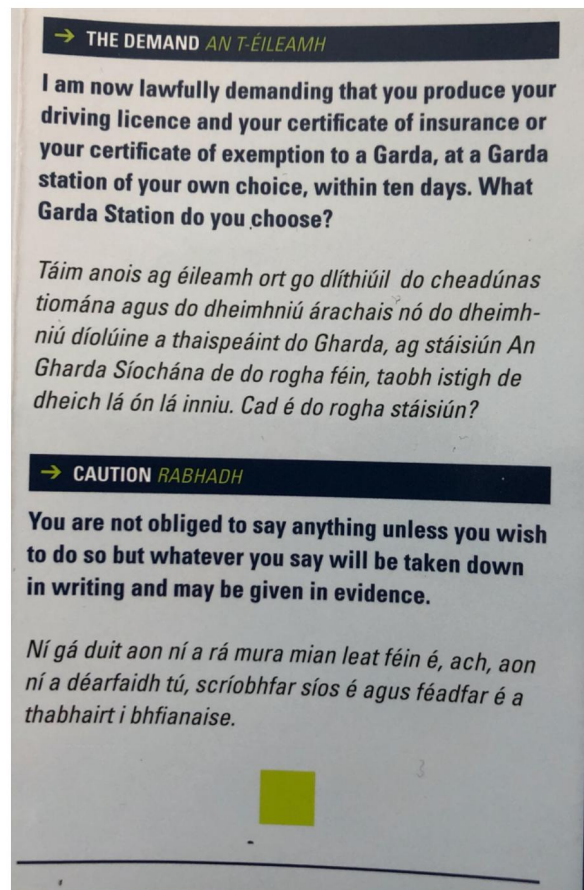 → THE DEMAND AN T-ÉILEAMH
I am now lawfully demanding that you produce your
driving licence and your certificate of insurance or
your certificate of exemption to a Garda, at a Garda
station of your own choice, within ten days. What
Garda Station do you choose?
Táim anois ag éileamh ort go dlíthiúil do cheadúnas
tiomána agus do dheimhniú árachais nó do dheimh-
niú díolúine a thaispeáint do Gharda, ag stáisiún An
Gharda Síochána de do rogha féin, taobh istigh de
dheich lá ón lá inniu. Cad é do rogha stáisiún?
→ CAUTION RABHADH
You are not obliged to say anything unless you wish
to do so but whatever you say will be taken down
in writing and may be given in evidence.
Ní gá duit aon ní a rá mura mian leat féin é, ach, aon
ní a déarfaidh tú, scríobhfar síos é agus féadfar é a
thabhairt i bhfianaise.
3